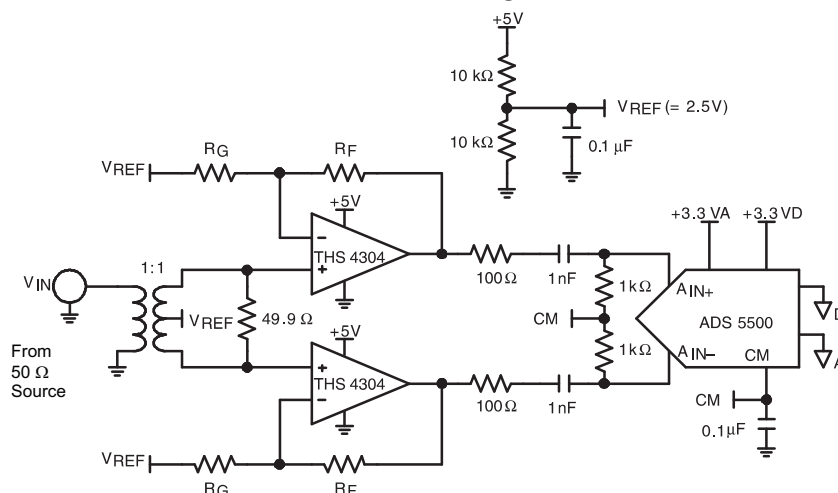 +5V
10 kΩ
VREF (= 2.5V)
10 kΩ
0.1 µF
VREF
RG
RF
+5V
+3.3 VA
+3.3 VD
THS 4304
1:1
VIN
100Ω
1nF
1kΩ
AIN+
VREF
49.9 Ω
CM
ADS 5500
D
+5V
1kΩ
AIN−
A
From
50 Ω
Source
THS 4304
CM
100Ω
1nF
CM
0.1µF
VREF
RG
RF